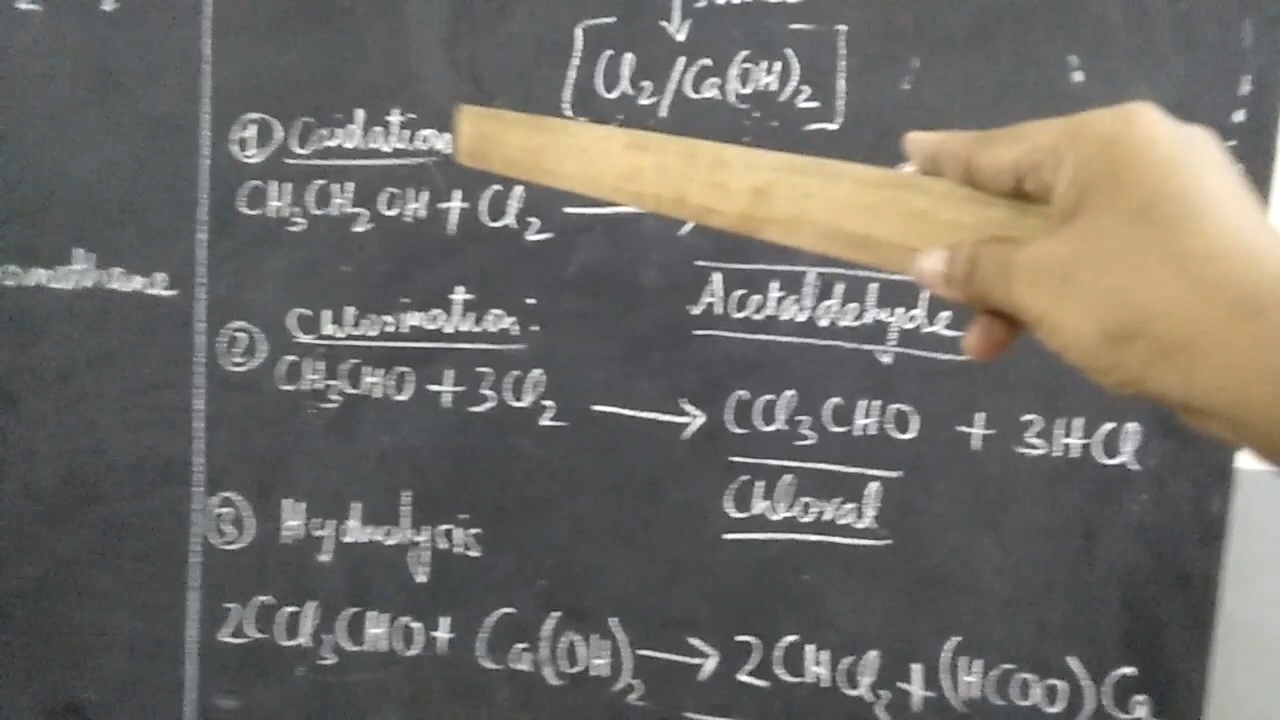 [Cl₂/Ca(OH)₂]
① Oxidation
CH₃CH₂OH + Cl₂ →
Acetaldehyde
② Chlorination:
CH₃CHO + 3Cl₂ → CCl₃CHO + 3HCl
Chloral
③ Hydrolysis
2CCl₃CHO + Ca(OH)₂ → 2CHCl₃ + (HCOO) Ca